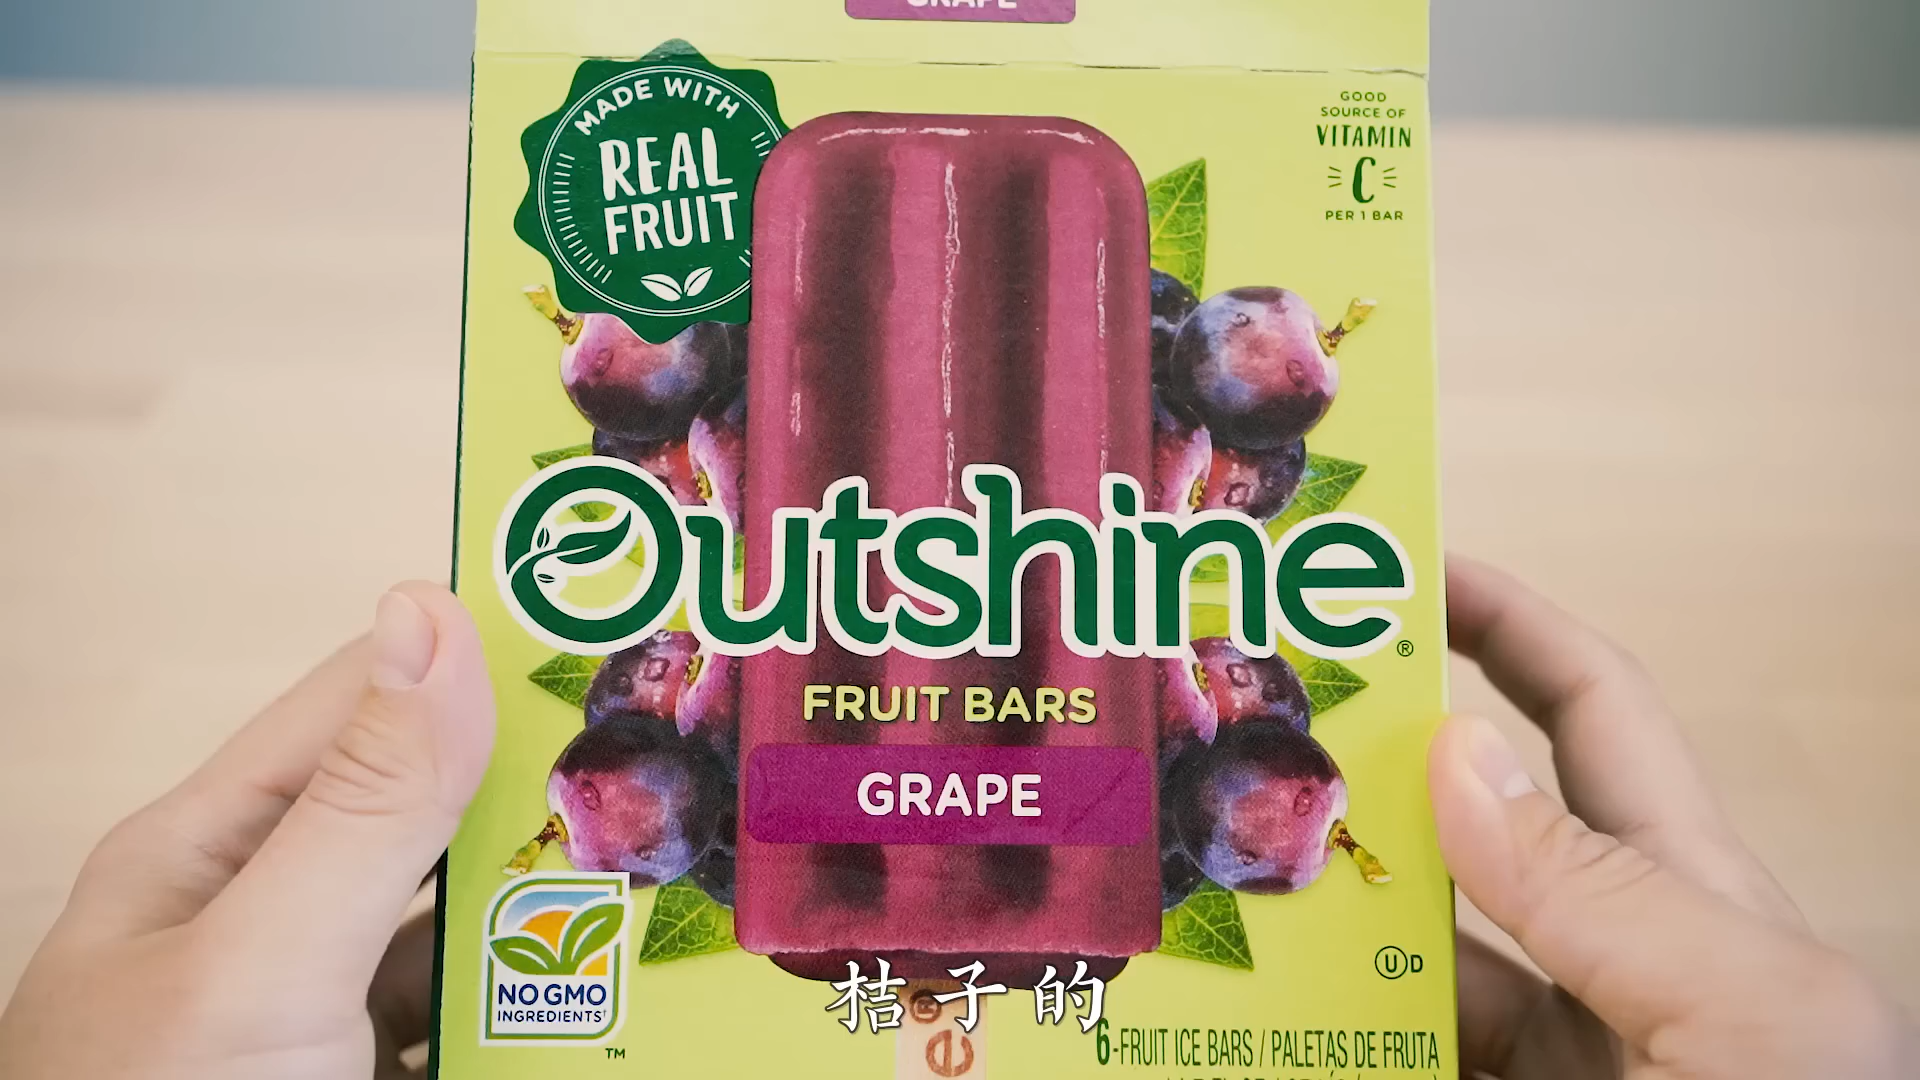 GRAPE
MADE WITH
REAL
FRUIT
GOOD
SOURCE OF
VITAMIN
C
PER 1 BAR
Outshine®
FRUIT BARS
GRAPE
NO GMO
INGREDIENTS†
TM
UD
桔子的
e®
6-FRUIT ICE BARS / PALETAS DE FRUTA